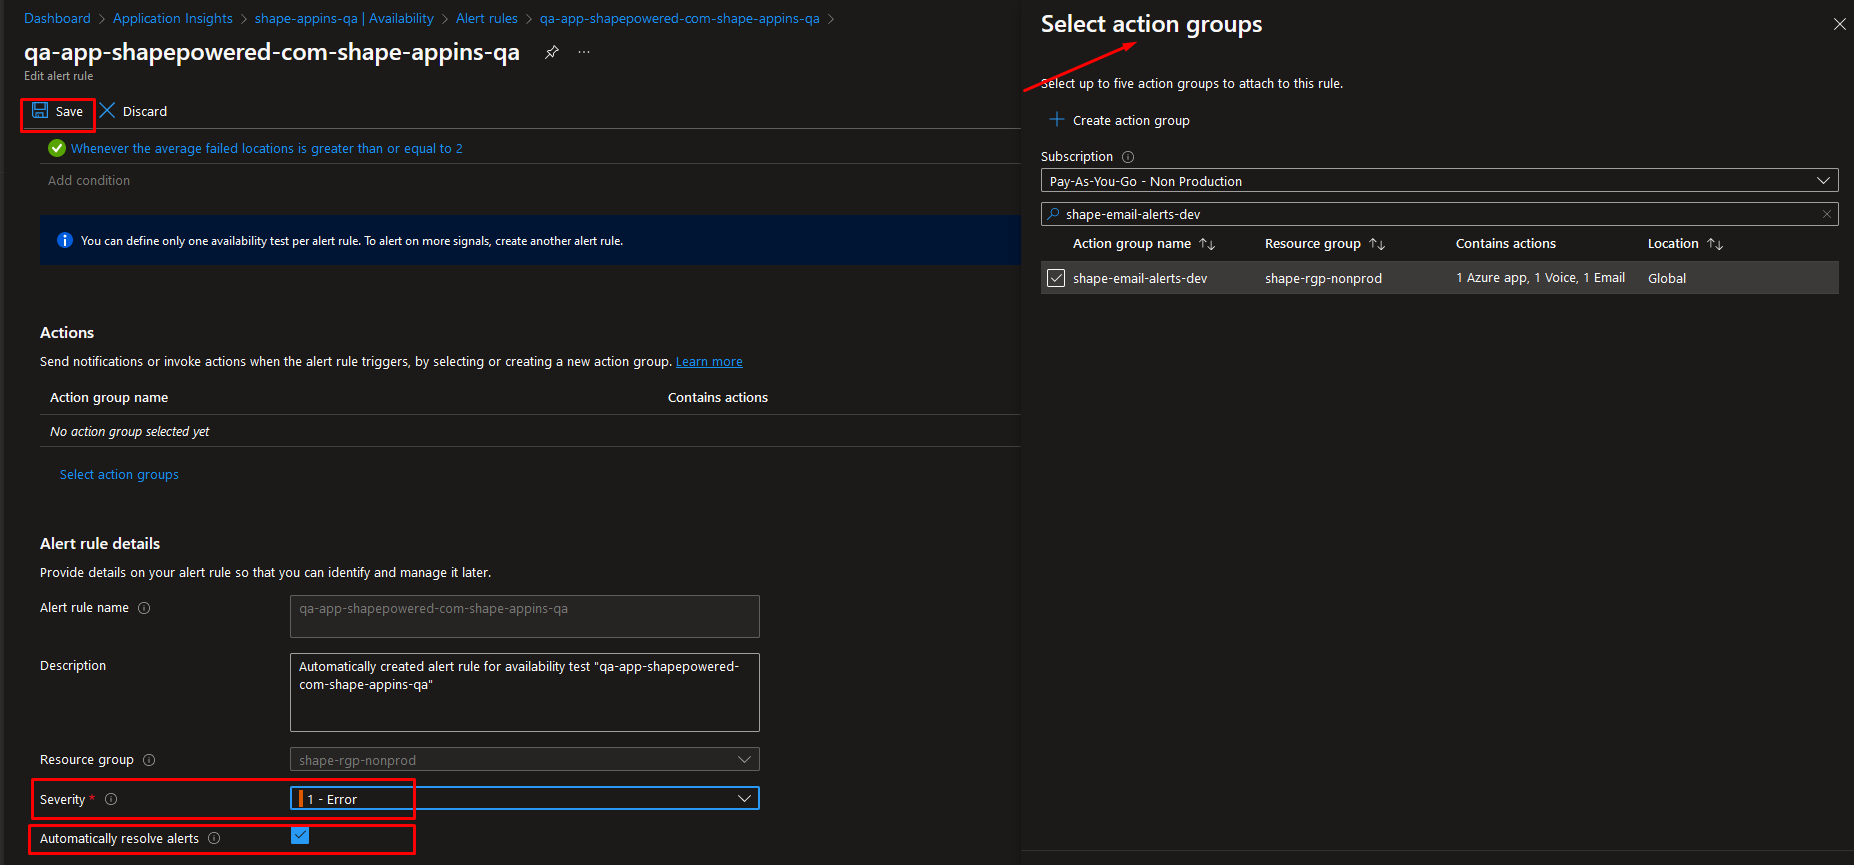 Dashboard > Application Insights > shape-appins-qa | Availability > Alert rules > qa-app-shapepowered-com-shape-appins-qa >
qa-app-shapepowered-com-shape-appins-qa ...
Edit alert rule
Save Discard
Whenever the average failed locations is greater than or equal to 2
Add condition
You can define only one availability test per alert rule. To alert on more signals, create another alert rule.
Actions
Send notifications or invoke actions when the alert rule triggers, by selecting or creating a new action group. Learn more
Action group name Contains actions
No action group selected yet
Select action groups
Alert rule details
Provide details on your alert rule so that you can identify and manage it later.
Alert rule name qa-app-shapepowered-com-shape-appins-qa
Description Automatically created alert rule for availability test "qa-app-shapepowered-
com-shape-appins-qa"
Resource group shape-rgp-nonprod
Severity * 1 - Error
Automatically resolve alerts
Select action groups
Select up to five action groups to attach to this rule.
Create action group
Subscription
Pay-As-You-Go - Non Production
shape-email-alerts-dev
Action group name Resource group Contains actions Location
shape-email-alerts-dev shape-rgp-nonprod 1 Azure app, 1 Voice, 1 Email Global